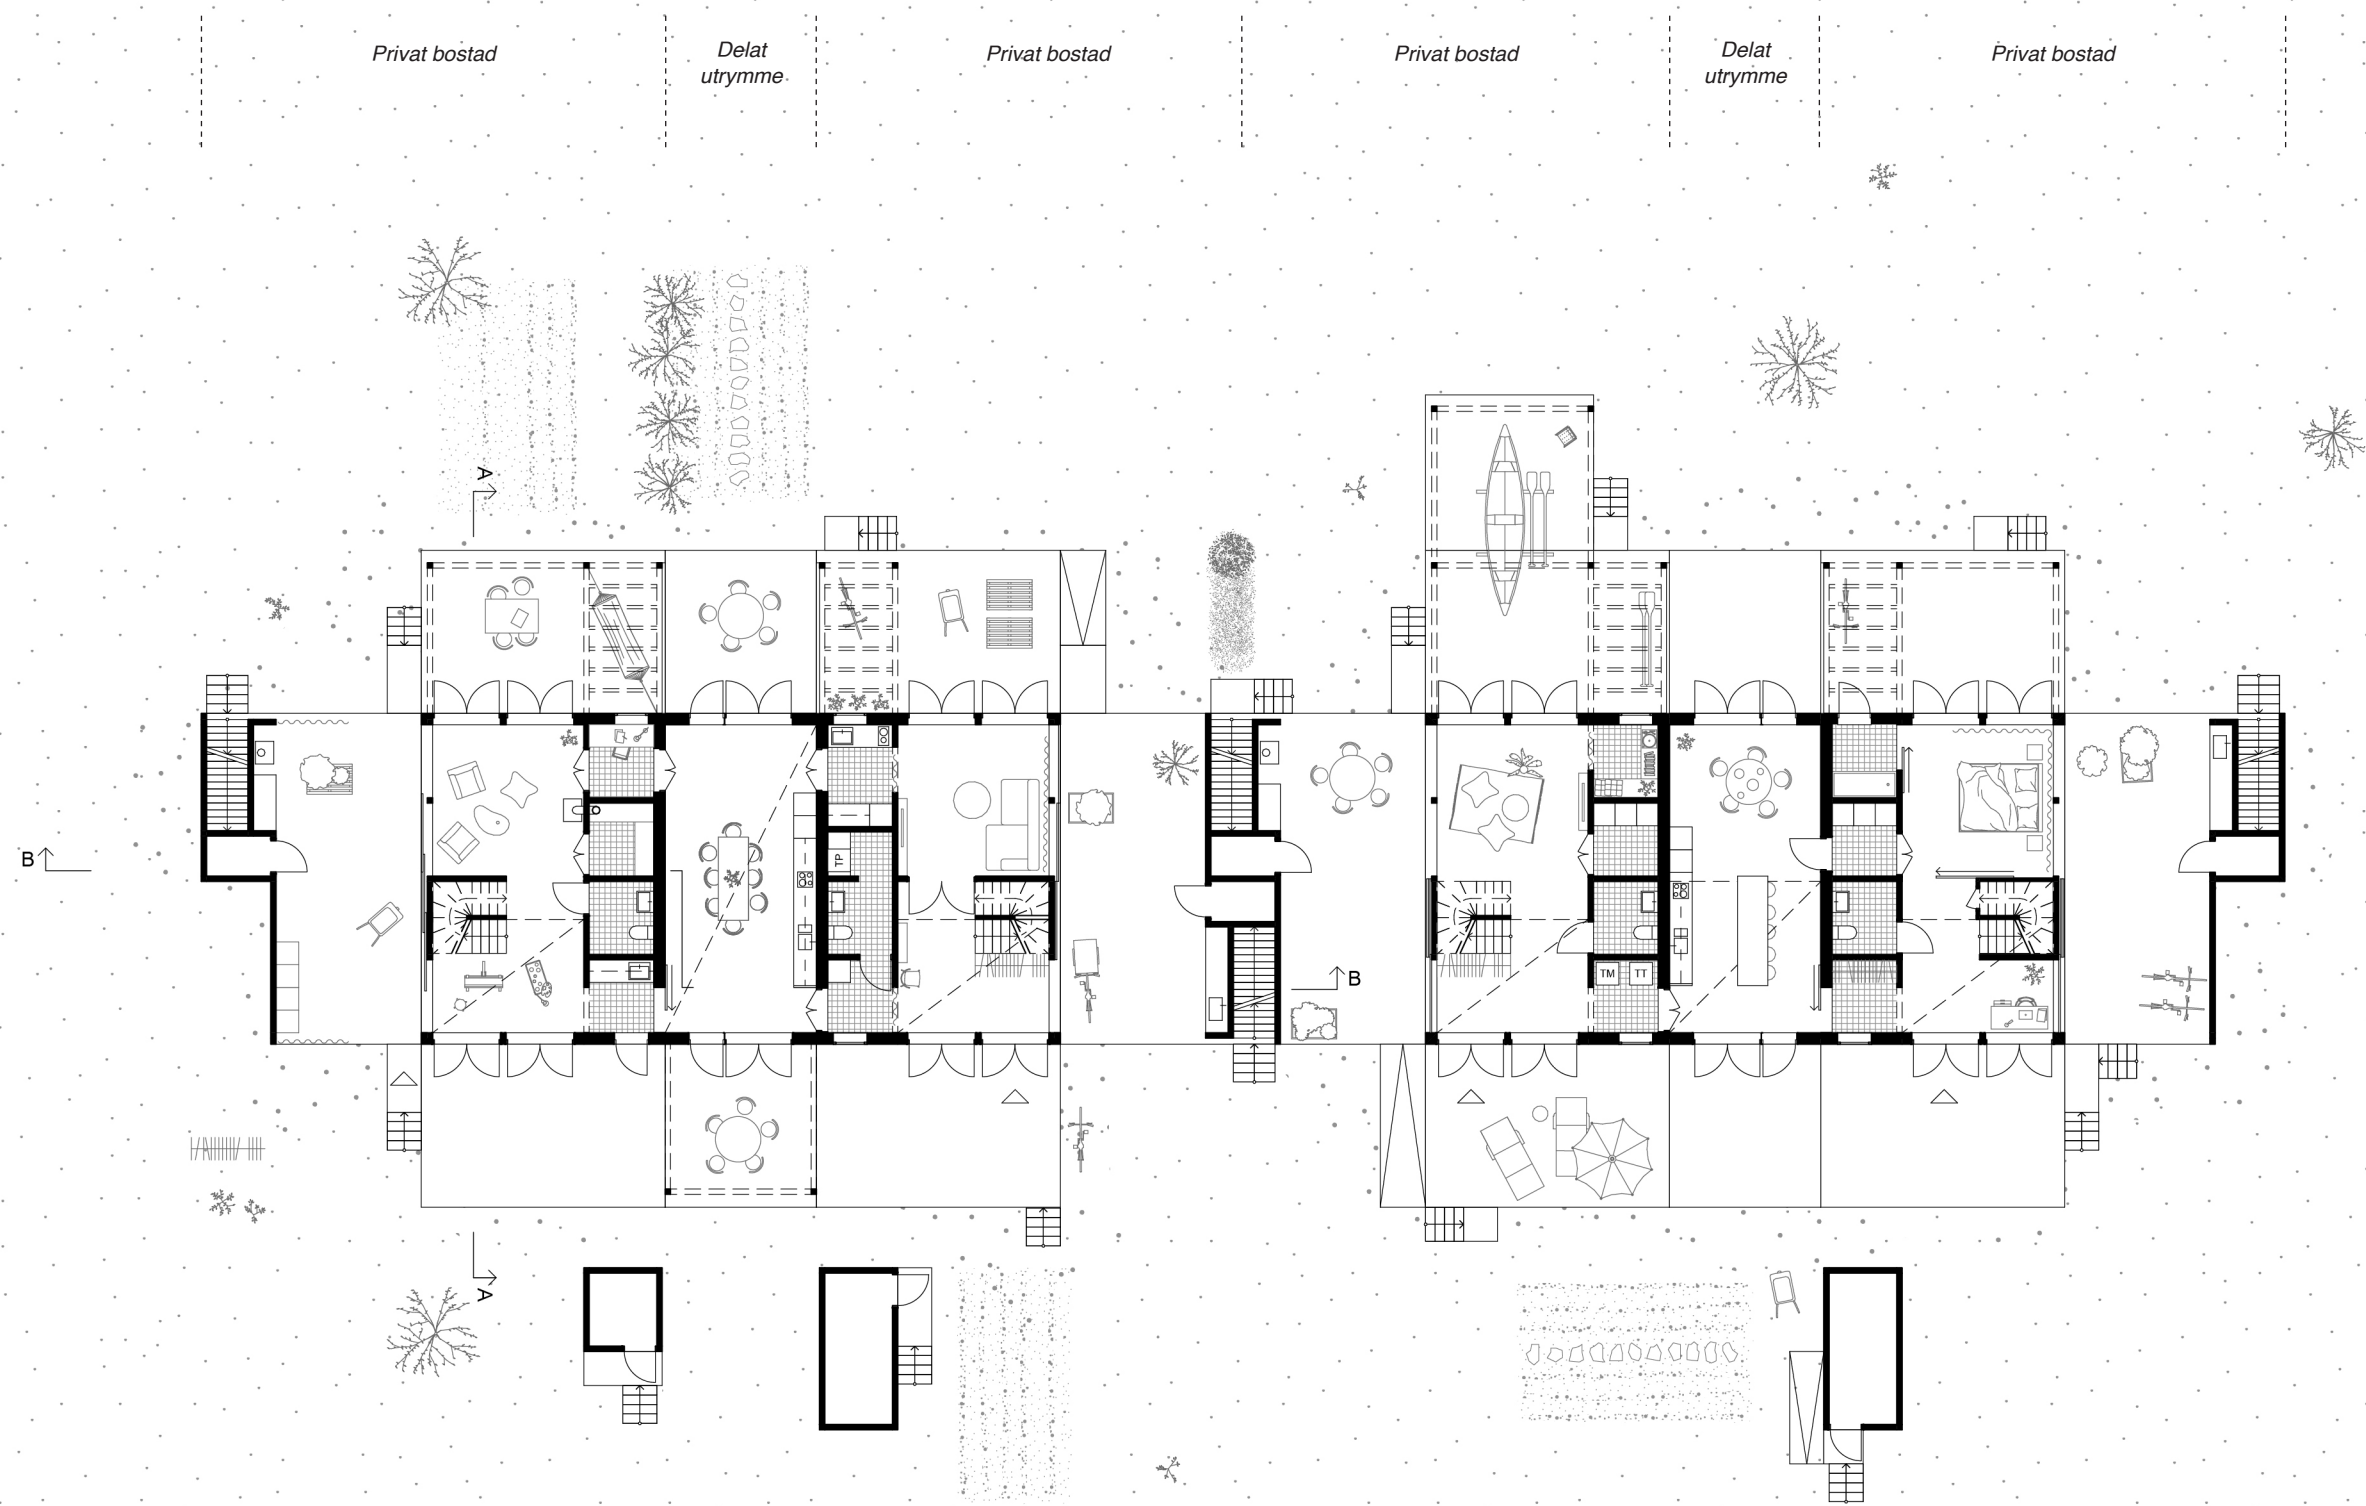 Privat bostad
Delat
utrymme
Privat bostad
Privat bostad
Delat
utrymme
Privat bostad
A
B
TP
TM
TT
B
A